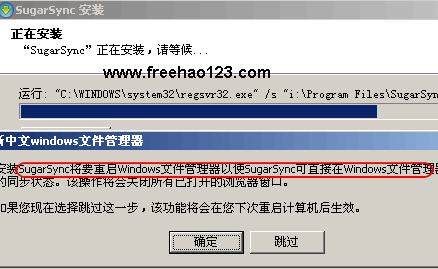 SugarSync 安装
正在安装
“SugarSync”正在安装，请等候...
www.freehao123.com
运行: "C:\WINDOWS\system32\regsvr32.exe" /s "i:\Program Files\SugarSyn
新中文windows文件管理器
安装SugarSync将要重启Windows文件管理器以便SugarSync可直接在Windows文件管理器
的同步状态。该操作将会关闭所有已打开的浏览器窗口。
如果您现在选择跳过这一步，该功能将会在您下次重启计算机后生效。
确定
跳过